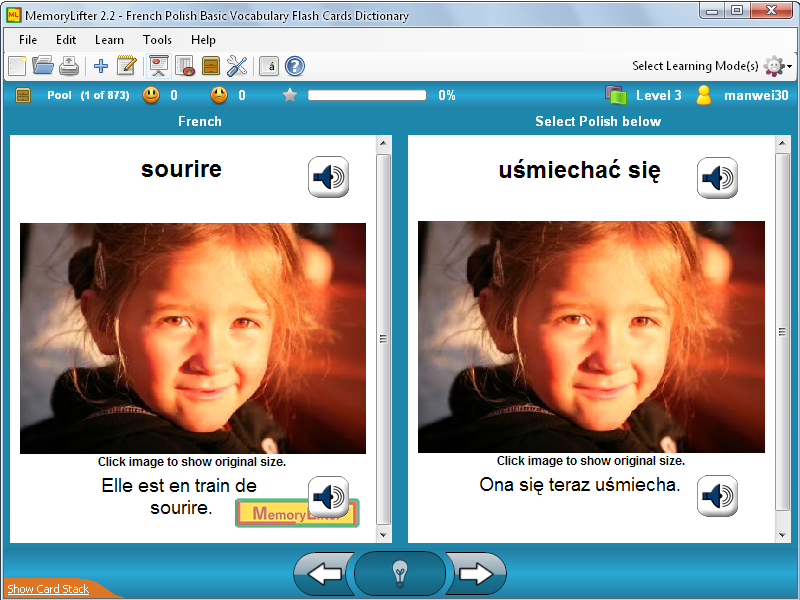 MemoryLifter 2.2 - French Polish Basic Vocabulary Flash Cards Dictionary
File Edit Learn Tools Help
á ? Select Learning Mode(s)
Pool (1 of 873) 0 0 0% Level 3 manwei30
French
Select Polish below
sourire
uśmiechać się
Click image to show original size.
Click image to show original size.
Elle est en train de
sourire.
Ona się teraz uśmiecha.
Show Card Stack